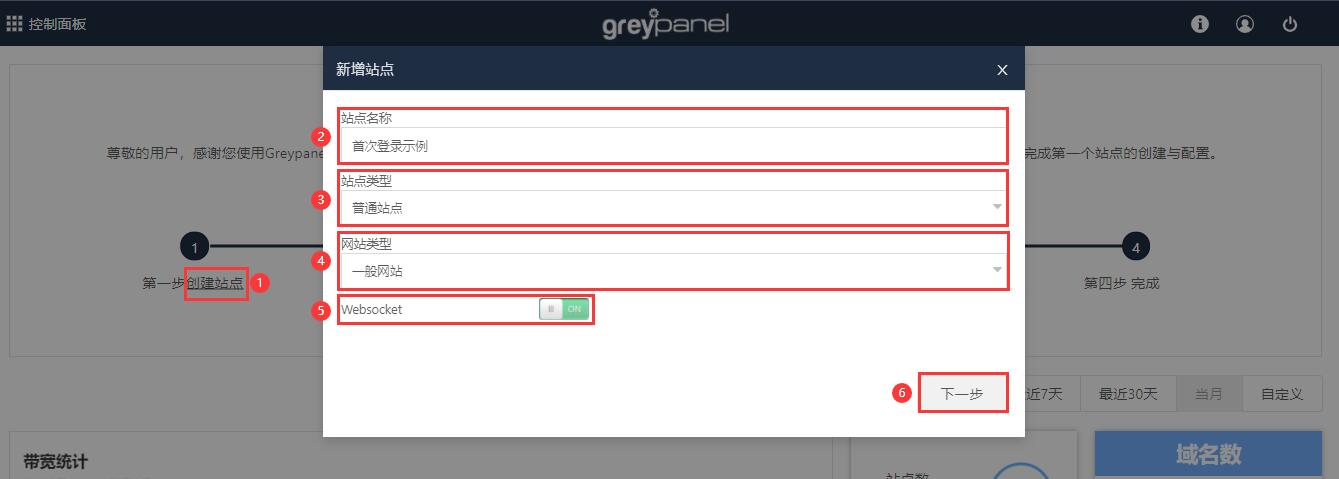 控制面板
greypanel
新增站点
X
2
站点名称
首次登录示例
尊敬的用户，感谢您使用Greypane
完成第一个站点的创建与配置。
3
站点类型
普通站点
4
网站类型
一般网站
1
4
第一步创建站点
1
第四步 完成
5
Websocket
ON
6
下一步
近7天
最近30天
当月
自定义
带宽统计
站点数
域名数